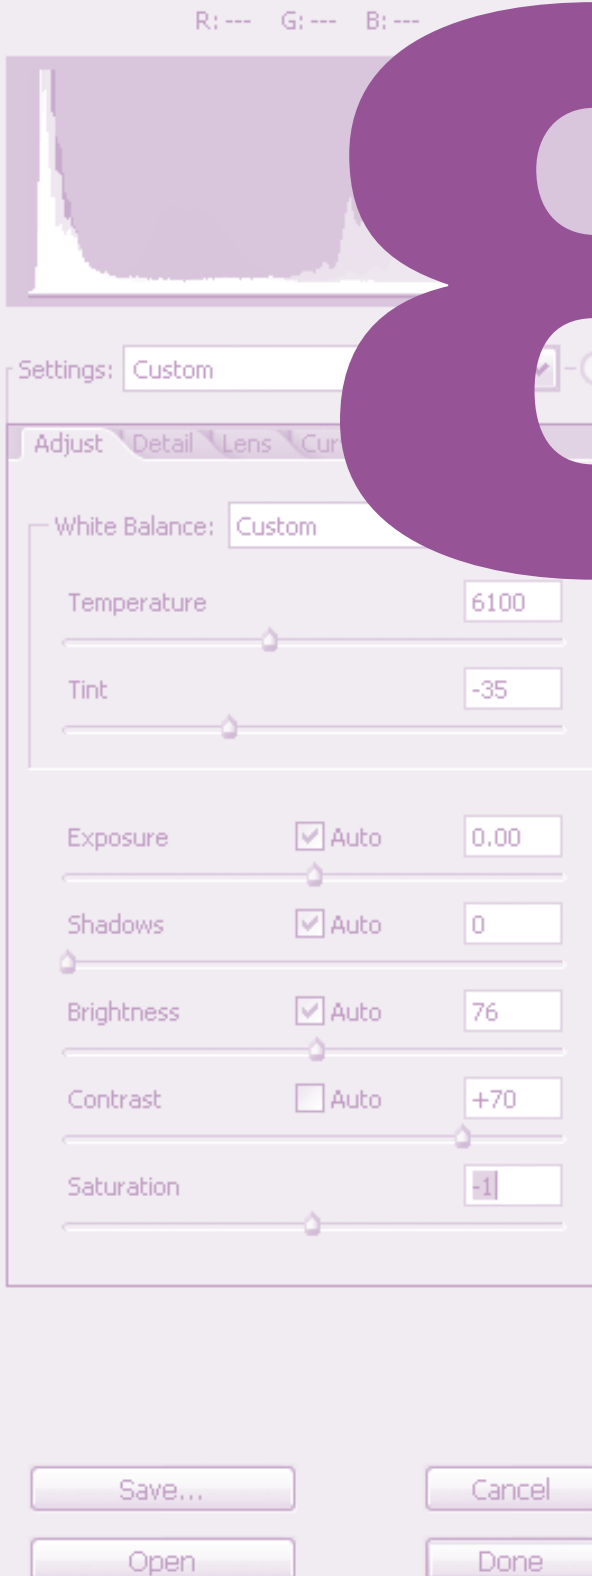 R: --- G: --- B: ---
8
Settings: Custom
Adjust Detail Lens
White Balance: Custom
Temperature 6100
Tint -35
Exposure Auto 0.00
Shadows Auto 0
Brightness Auto 76
Contrast Auto +70
Saturation -1
Save... Cancel
Open Done